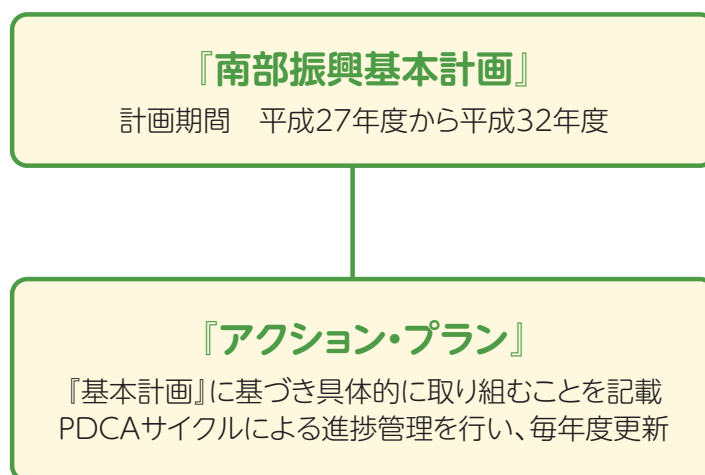 『南部振興基本計画』
計画期間　平成27年度から平成32年度
『アクション・プラン』
『基本計画』に基づき具体的に取り組むことを記載
PDCAサイクルによる進捗管理を行い、毎年度更新